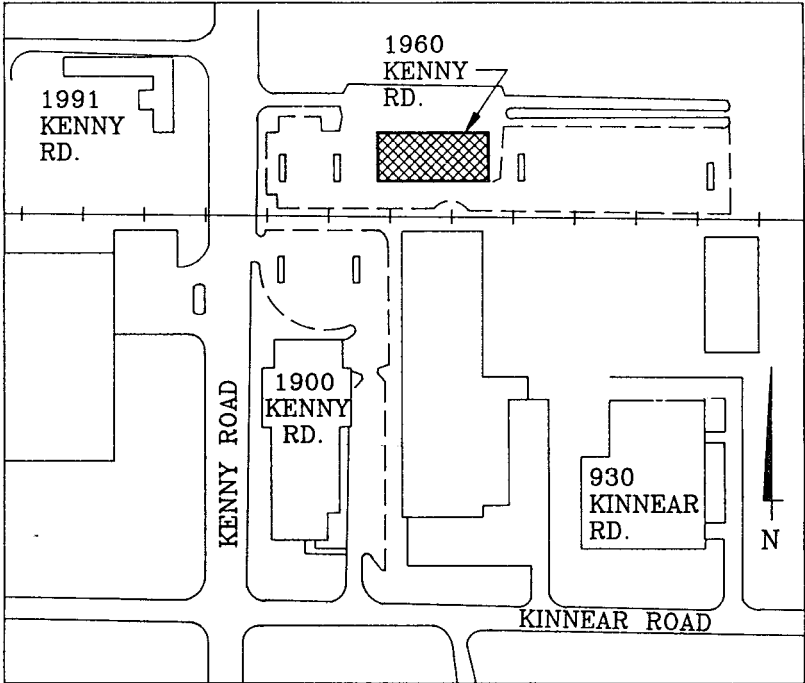 1960
KENNY
RD.
1991
KENNY
RD.
1900
KENNY
RD.
KENNY ROAD
930
KINNEAR
RD.
N
KINNEAR ROAD